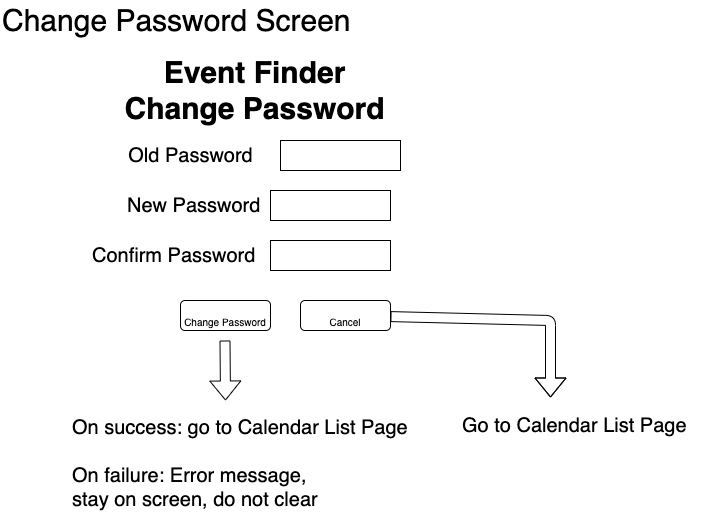 Change Password Screen
Event Finder
Change Password
Old Password
New Password
Confirm Password
Change Password
Cancel
On success: go to Calendar List Page
Go to Calendar List Page
On failure: Error message,
stay on screen, do not clear